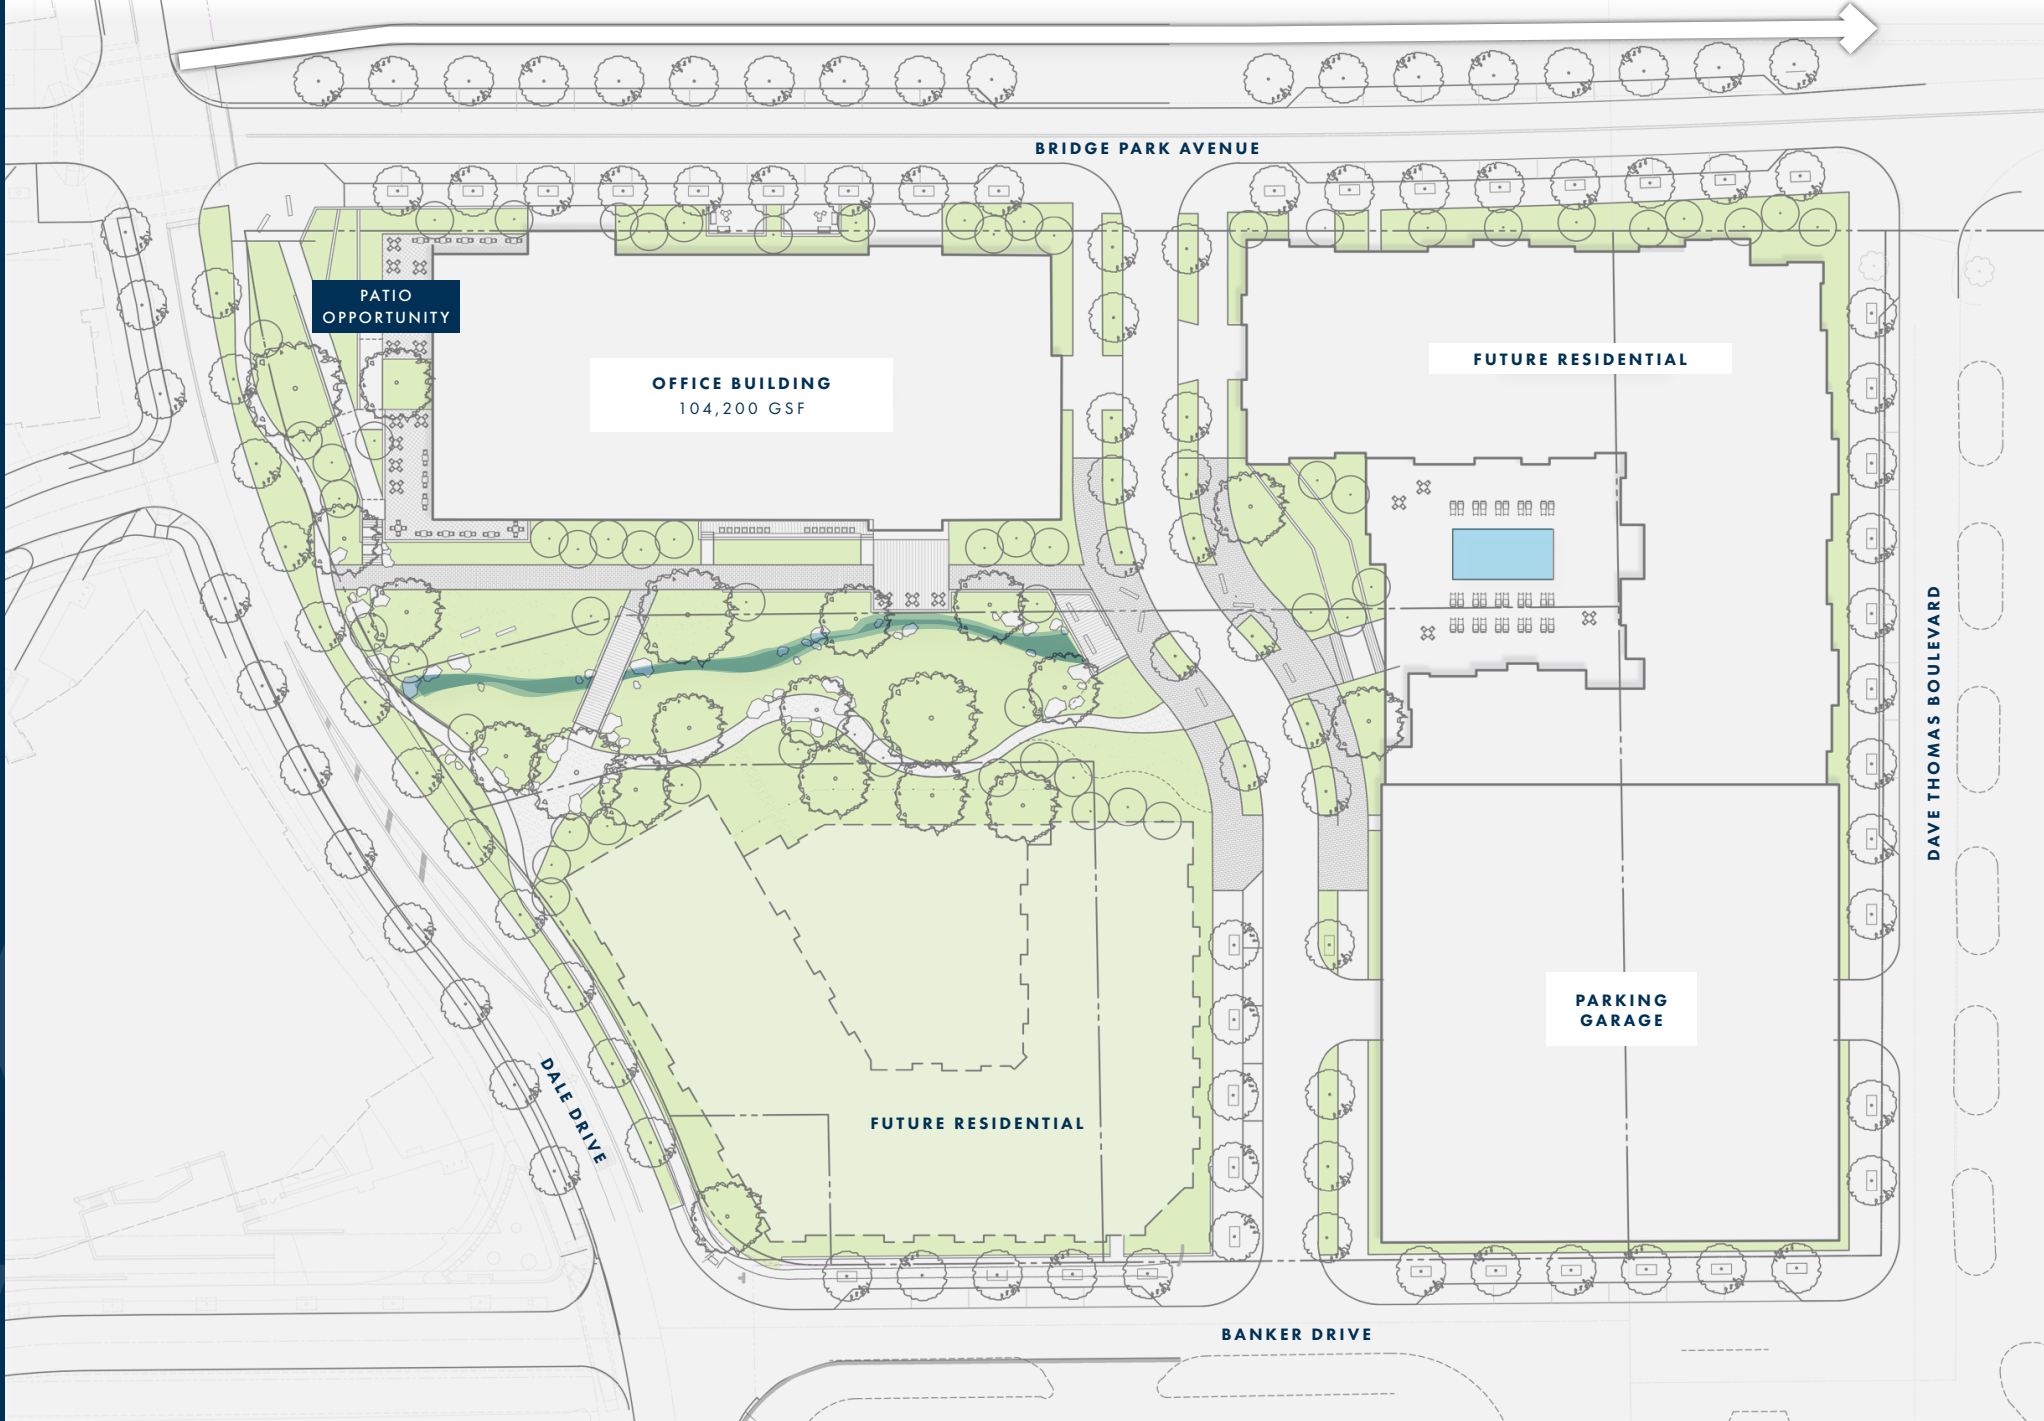 BRIDGE PARK AVENUE
PATIO
OPPORTUNITY
OFFICE BUILDING
104,200 GSF
FUTURE RESIDENTIAL
DAVE THOMAS BOULEVARD
PARKING
GARAGE
DALE DRIVE
FUTURE RESIDENTIAL
BANKER DRIVE